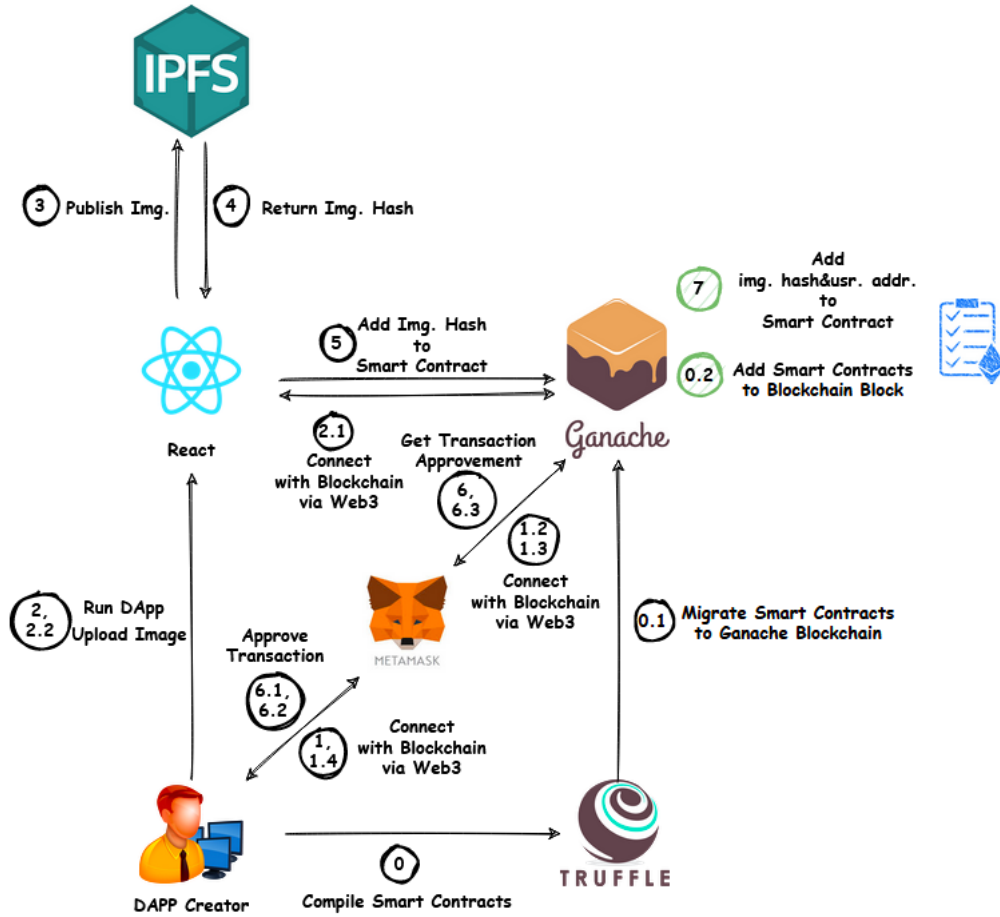 IPFS
3 Publish Img.
4 Return Img. Hash
7
Add
img. hash&usr. addr.
to
Smart Contract
5
Add Img. Hash
to
Smart Contract
0.2
Add Smart Contracts
to Blockchain Block
React
2.1
Connect
with Blockchain
via Web3
Ganache
Get Transaction
Approvement
6,
6.3
1.2
1.3
Connect
with Blockchain
via Web3
2,
2.2
Run DApp
Upload Image
METAMASK
0.1
Migrate Smart Contracts
to Ganache Blockchain
Approve
Transaction
6.1,
6.2
1,
1.4
Connect
with Blockchain
via Web3
DAPP Creator
0
Compile Smart Contracts
TRUFFLE